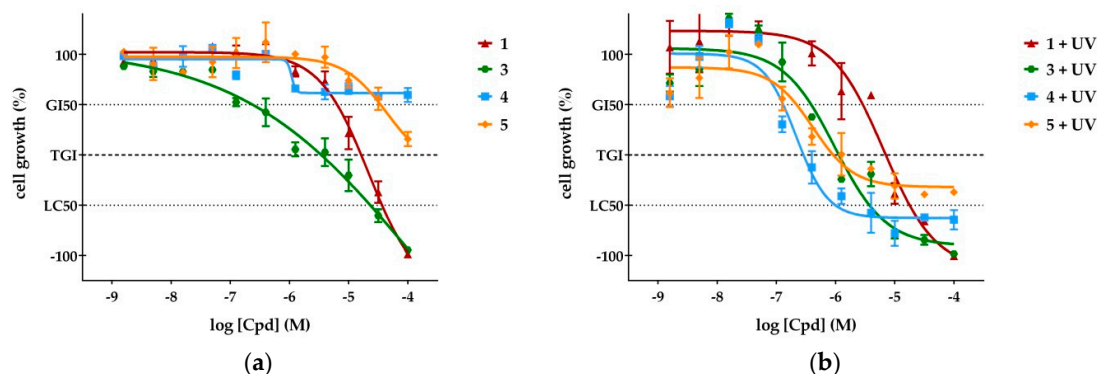 cell growth (%)
100
GI50
TGI
LC50
-100
-9
-8
-7
-6
-5
-4
log [Cpd] (M)
1
3
4
5
(a)
cell growth (%)
100
GI50
TGI
LC50
-100
-9
-8
-7
-6
-5
-4
log [Cpd] (M)
1 + UV
3 + UV
4 + UV
5 + UV
(b)